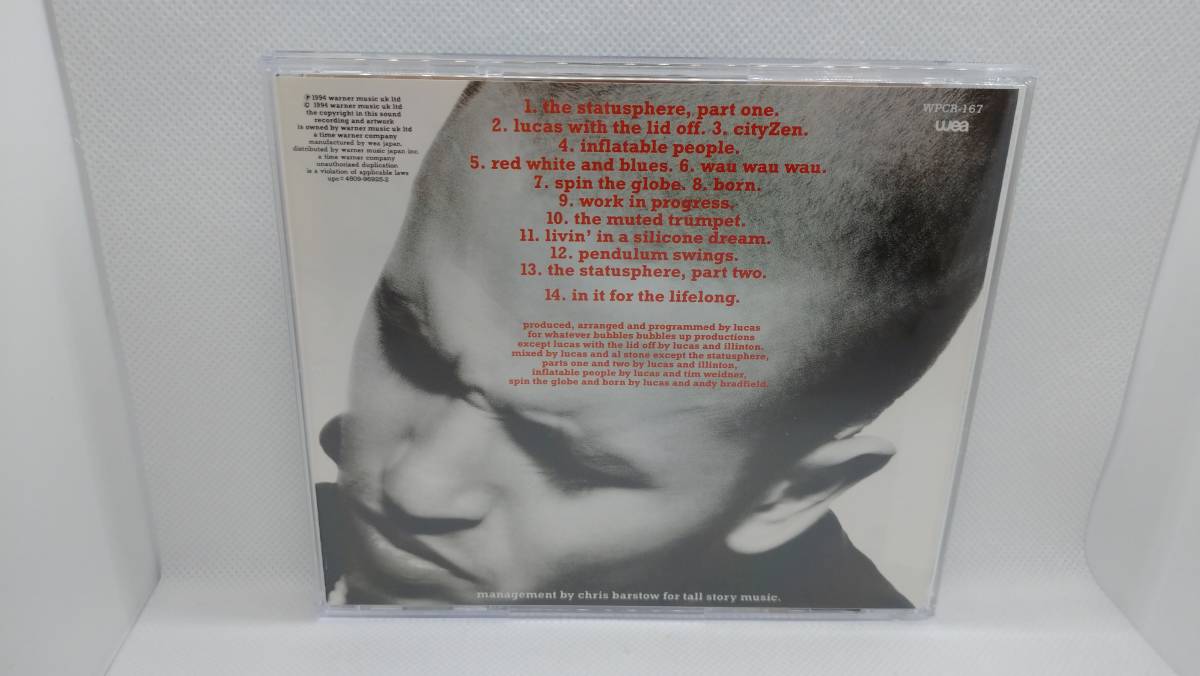 ℗ 1994 warner music uk ltd
© 1994 warner music uk ltd
the copyright in this sound
recording and artwork
is owned by warner music uk ltd
a time warner company
manufactured by wea japan.
distributed by warner music japan inc.
a time warner company
unauthorized duplication
is a violation of applicable laws
upc = 4509-96925-2
1. the statusphere, part one.
2. lucas with the lid off. 3. cityZen.
4. inflatable people.
5. red white and blues. 6. wau wau wau.
7. spin the globe. 8. born.
9. work in progress.
10. the muted trumpet.
11. livin' in a silicone dream.
12. pendulum swings.
13. the statusphere, part two.
14. in it for the lifelong.
produced, arranged and programmed by lucas
for whatever bubbles bubbles up productions
except lucas with the lid off by lucas and illinton.
mixed by lucas and al stone except the statusphere,
parts one and two by lucas and illinton,
inflatable people by lucas and tim weidner,
spin the globe and born by lucas and andy bradfield.
WPCR-167
wea
management by chris barstow for tall story music.